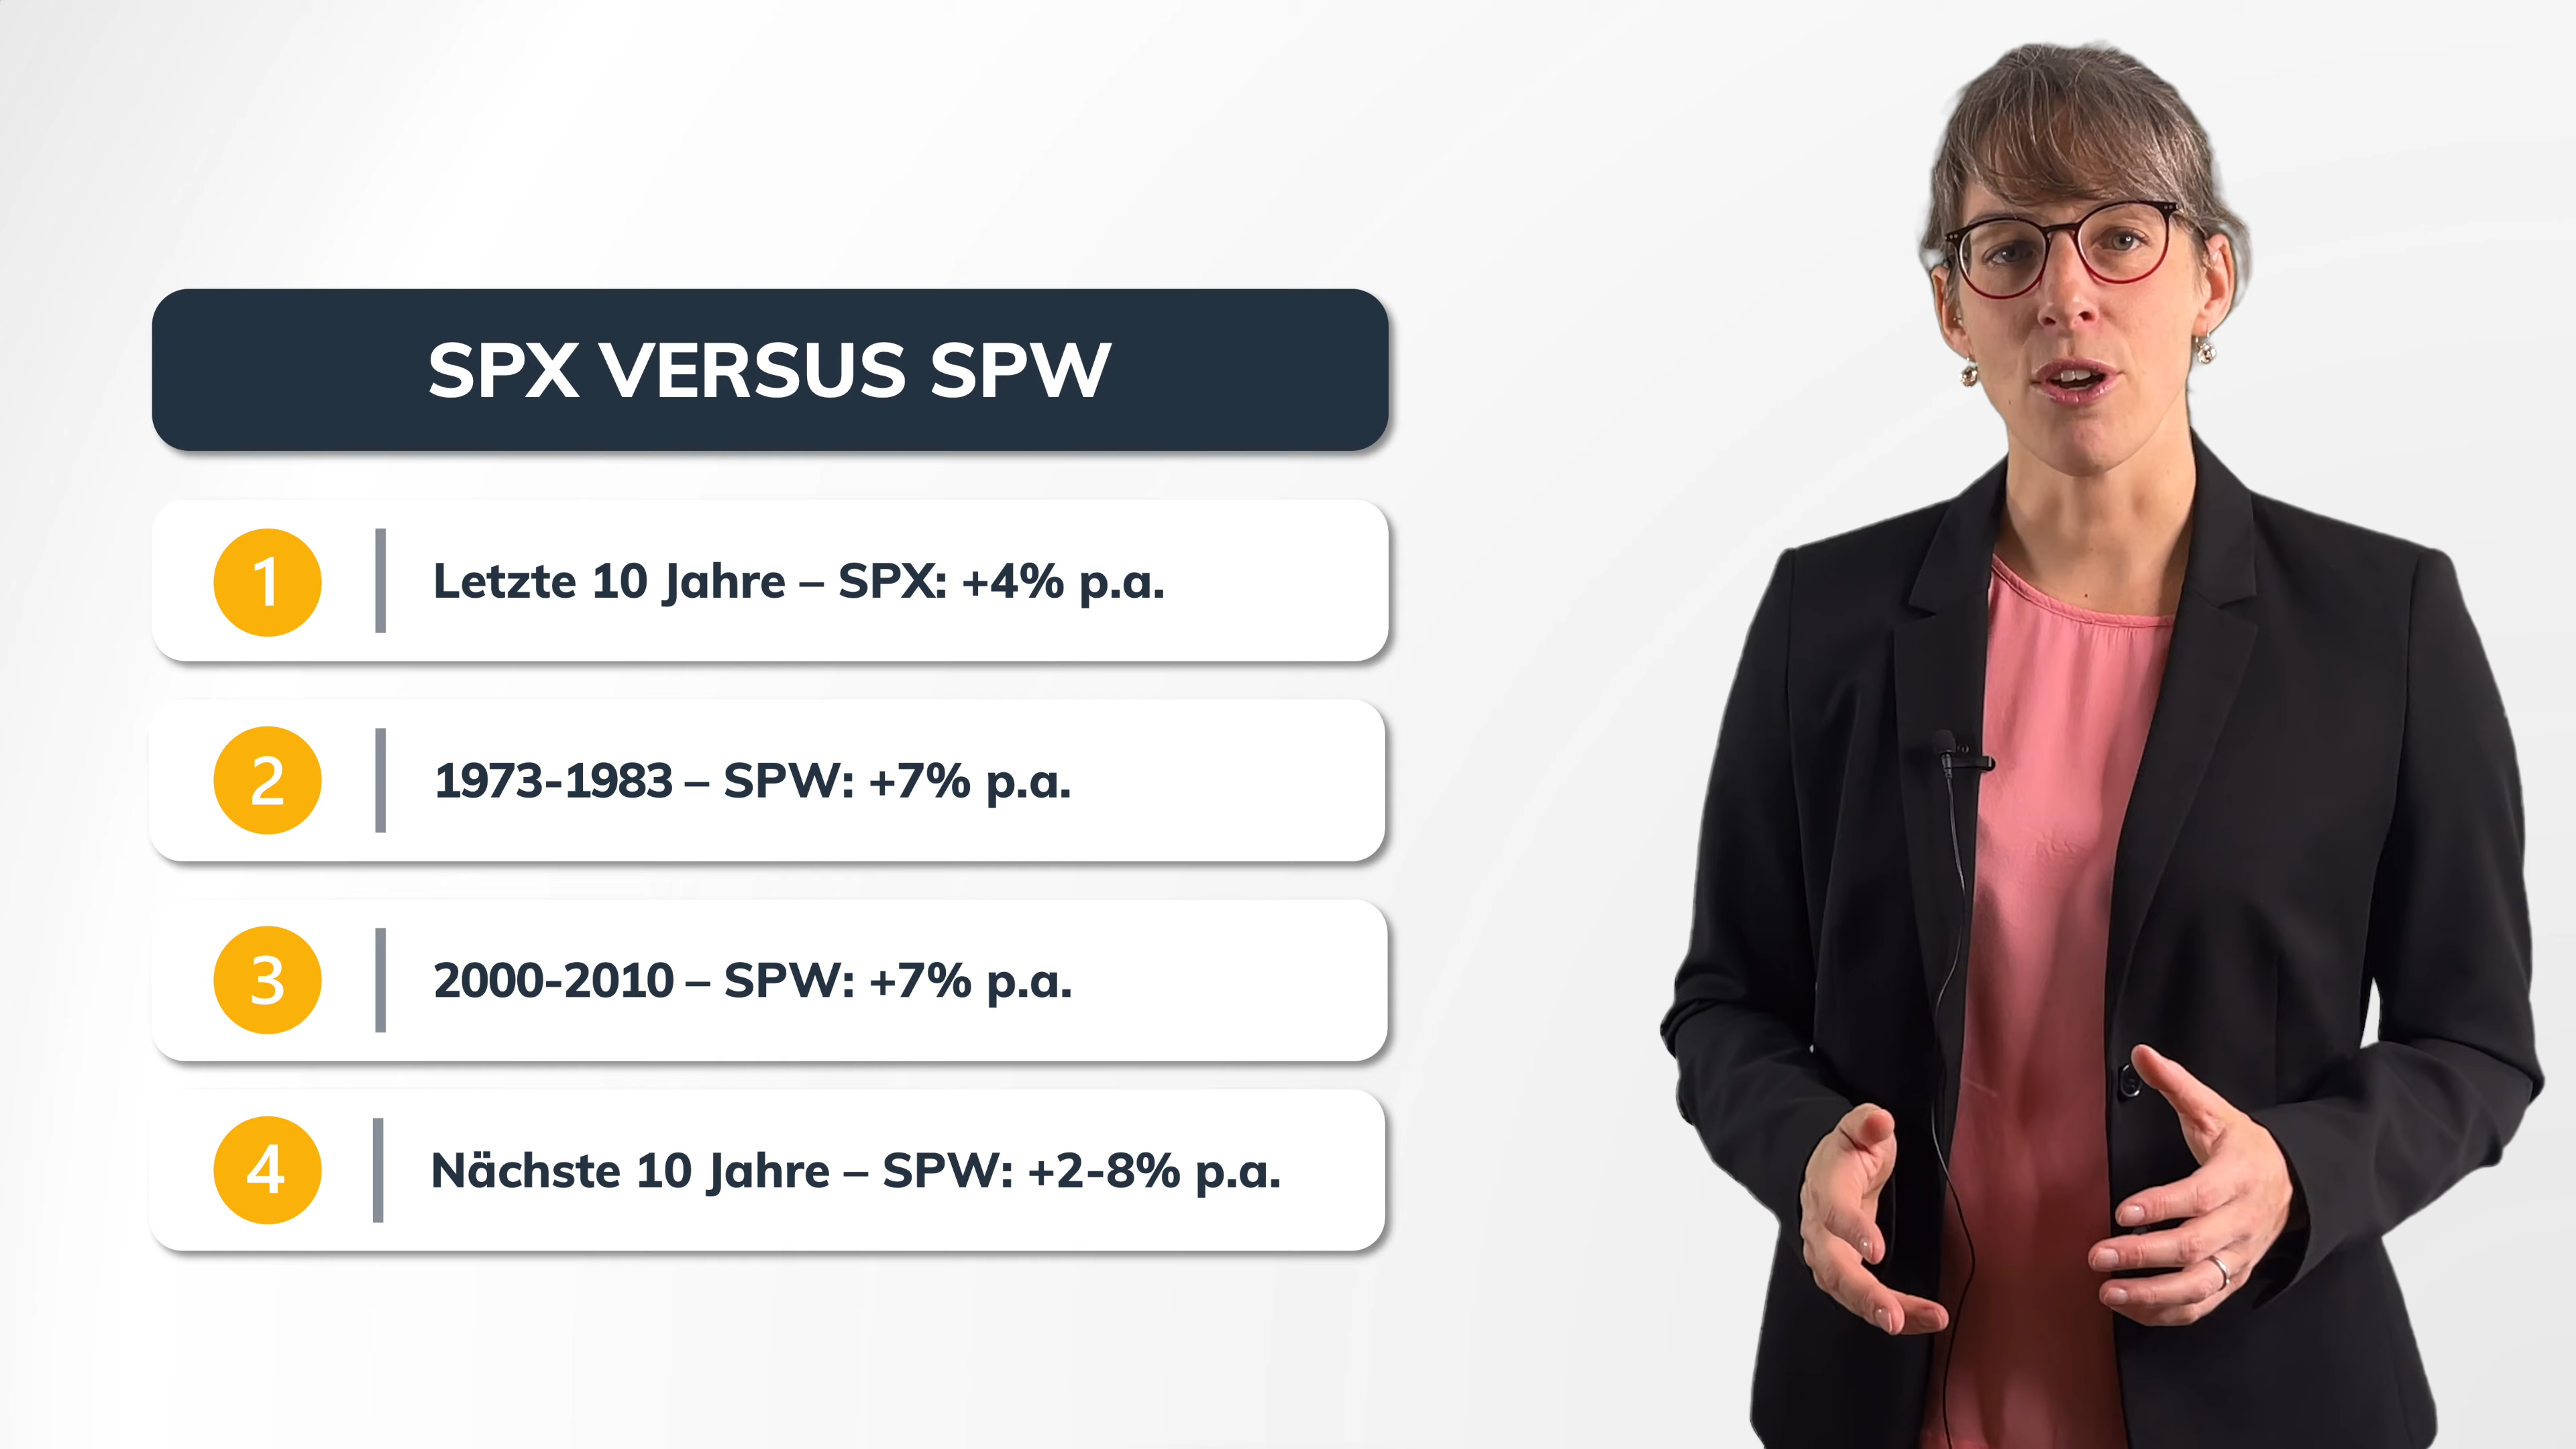 SPX VERSUS SPW
1 Letzte 10 Jahre – SPX: +4% p.a.
2 1973-1983 – SPW: +7% p.a.
3 2000-2010 – SPW: +7% p.a.
4 Nächste 10 Jahre – SPW: +2-8% p.a.